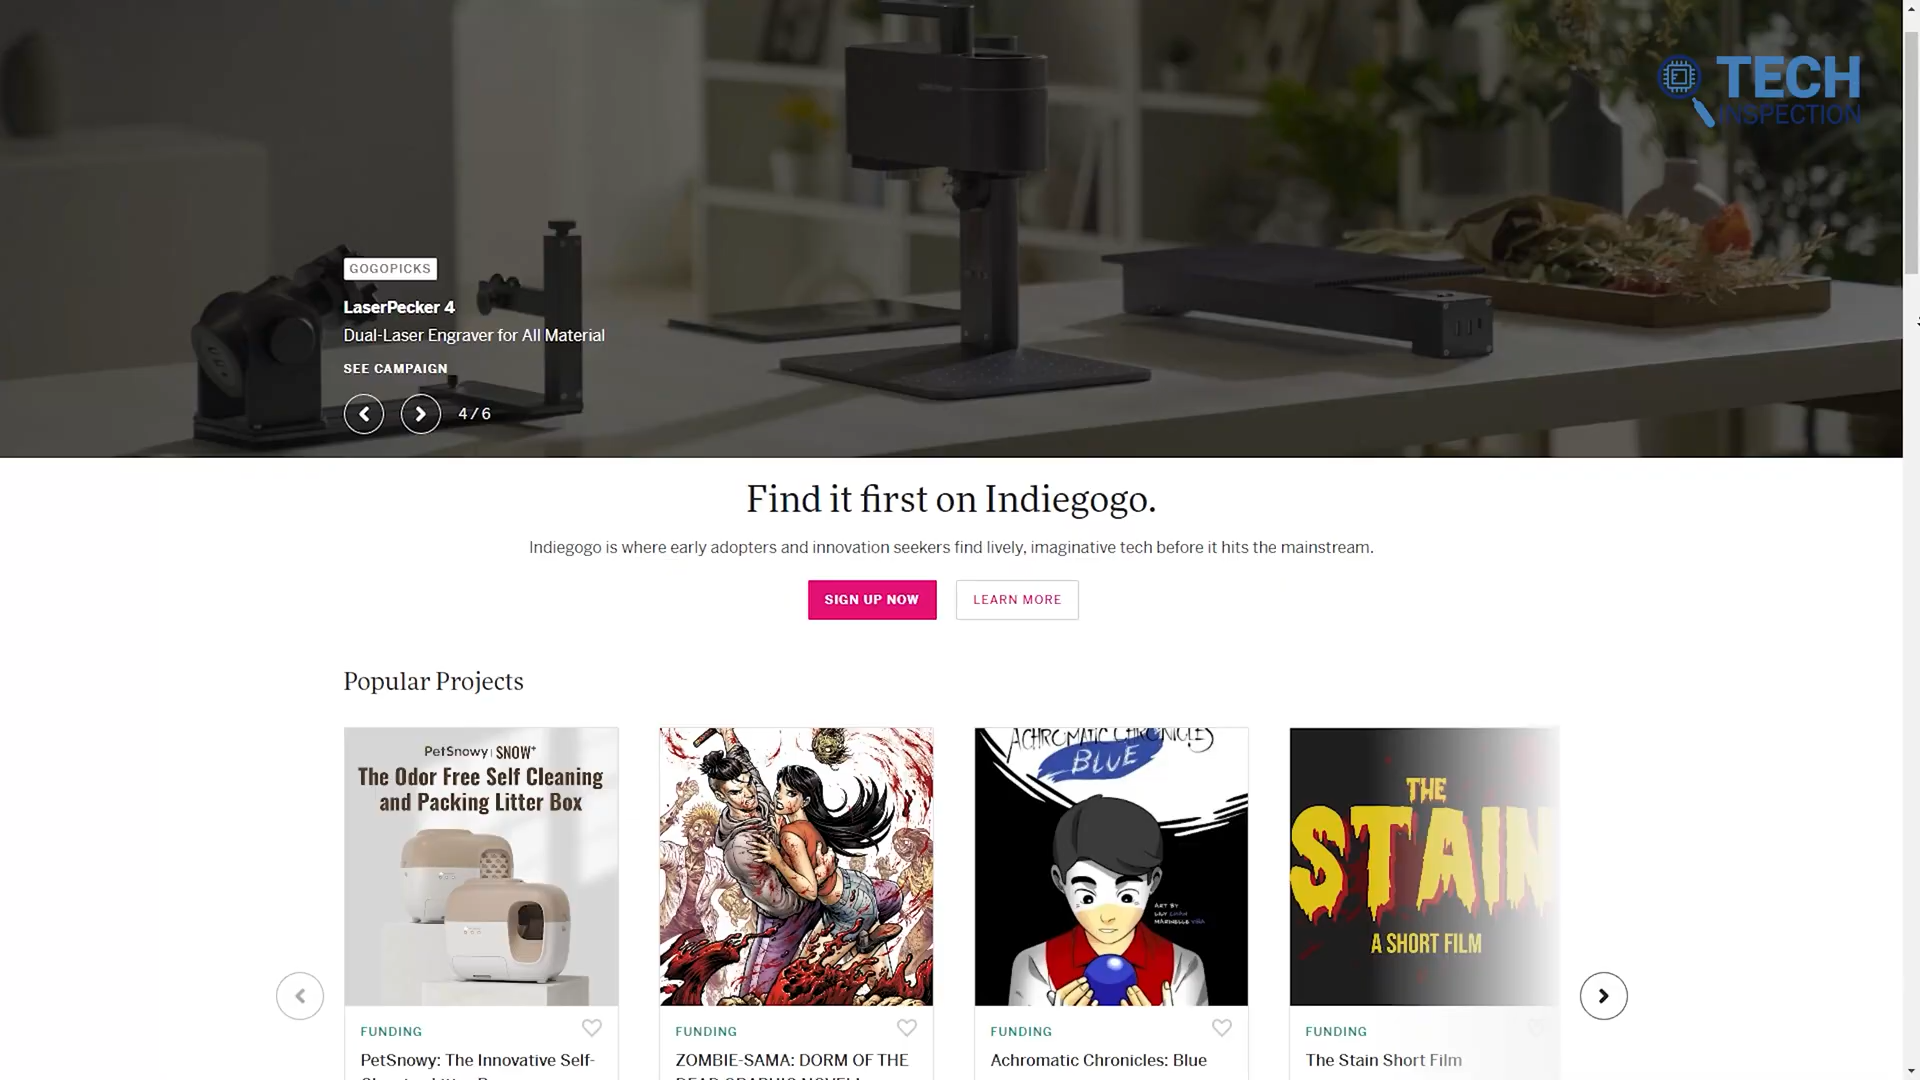 TECH
INSPECTION
GOGOPICKS
LaserPecker 4
Dual-Laser Engraver for All Material
SEE CAMPAIGN
4 / 6
Find it first on Indiegogo.
Indiegogo is where early adopters and innovation seekers find lively, imaginative tech before it hits the mainstream.
SIGN UP NOW
LEARN MORE
Popular Projects
PetSnowy | SNOW+
The Odor Free Self Cleaning
and Packing Litter Box
ACHROMATIC CHRONICLES
BLUE
ART BY
THE
STAIN
A SHORT FILM
FUNDING
PetSnowy: The Innovative Self-
FUNDING
ZOMBIE-SAMA: DORM OF THE
DEAD GRAPHIC NOVEL!
FUNDING
Achromatic Chronicles: Blue
FUNDING
The Stain Short Film